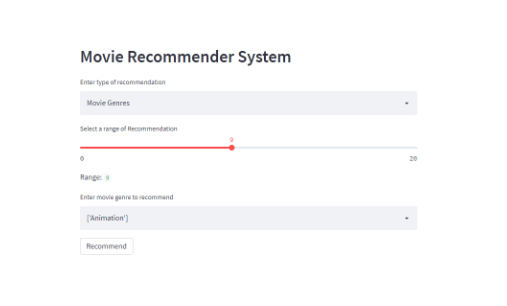 Movie Recommender System
Enter type of recommendation
Movie Genres
Select a range of Recommendation
9
0 20
Range: 9
Enter movie genre to recommend
['Animation']
Recommend